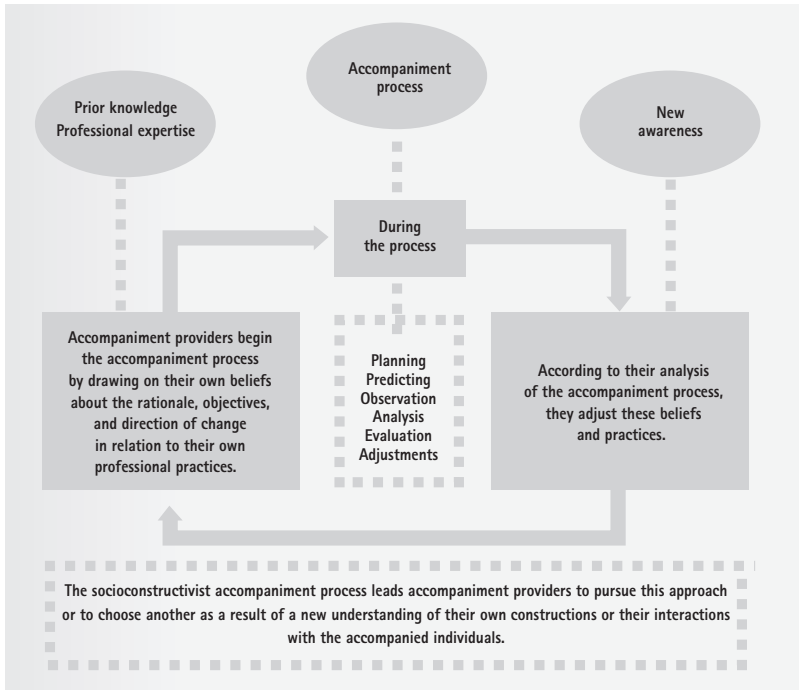 Accompaniment
process
Prior knowledge
Professional expertise
New
awareness
During
the process
Accompaniment providers begin
the accompaniment process
by drawing on their own beliefs
about the rationale, objectives,
and direction of change
in relation to their own
professional practices.
Planning
Predicting
Observation
Analysis
Evaluation
Adjustments
According to their analysis
of the accompaniment process,
they adjust these beliefs
and practices.
The socioconstructivist accompaniment process leads accompaniment providers to pursue this approach
or to choose another as a result of a new understanding of their own constructions or their interactions
with the accompanied individuals.